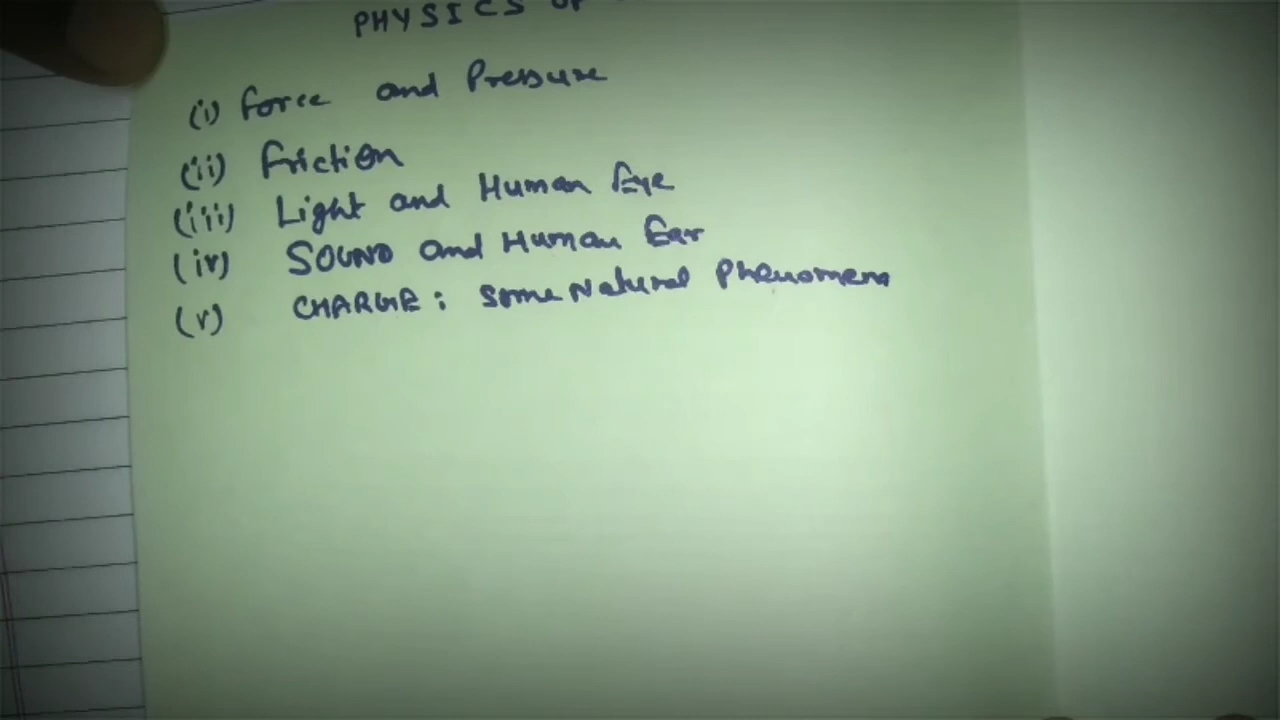 PHYSICS OF
(i) Force and Pressure
(ii) Friction
(iii) Light and Human Eye
(iv) SOUND and Human Ear
(v) CHARGE: Some Natural Phenomena